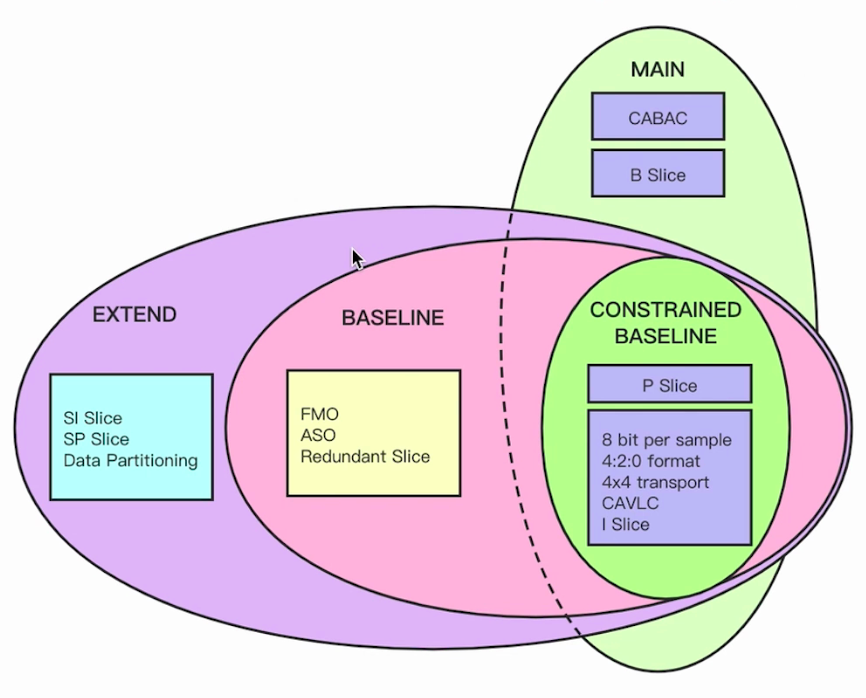 MAIN
CABAC
B Slice
EXTEND
SI Slice
SP Slice
Data Partitioning
BASELINE
FMO
ASO
Redundant Slice
CONSTRAINED
BASELINE
P Slice
8 bit per sample
4:2:0 format
4x4 transport
CAVLC
I Slice